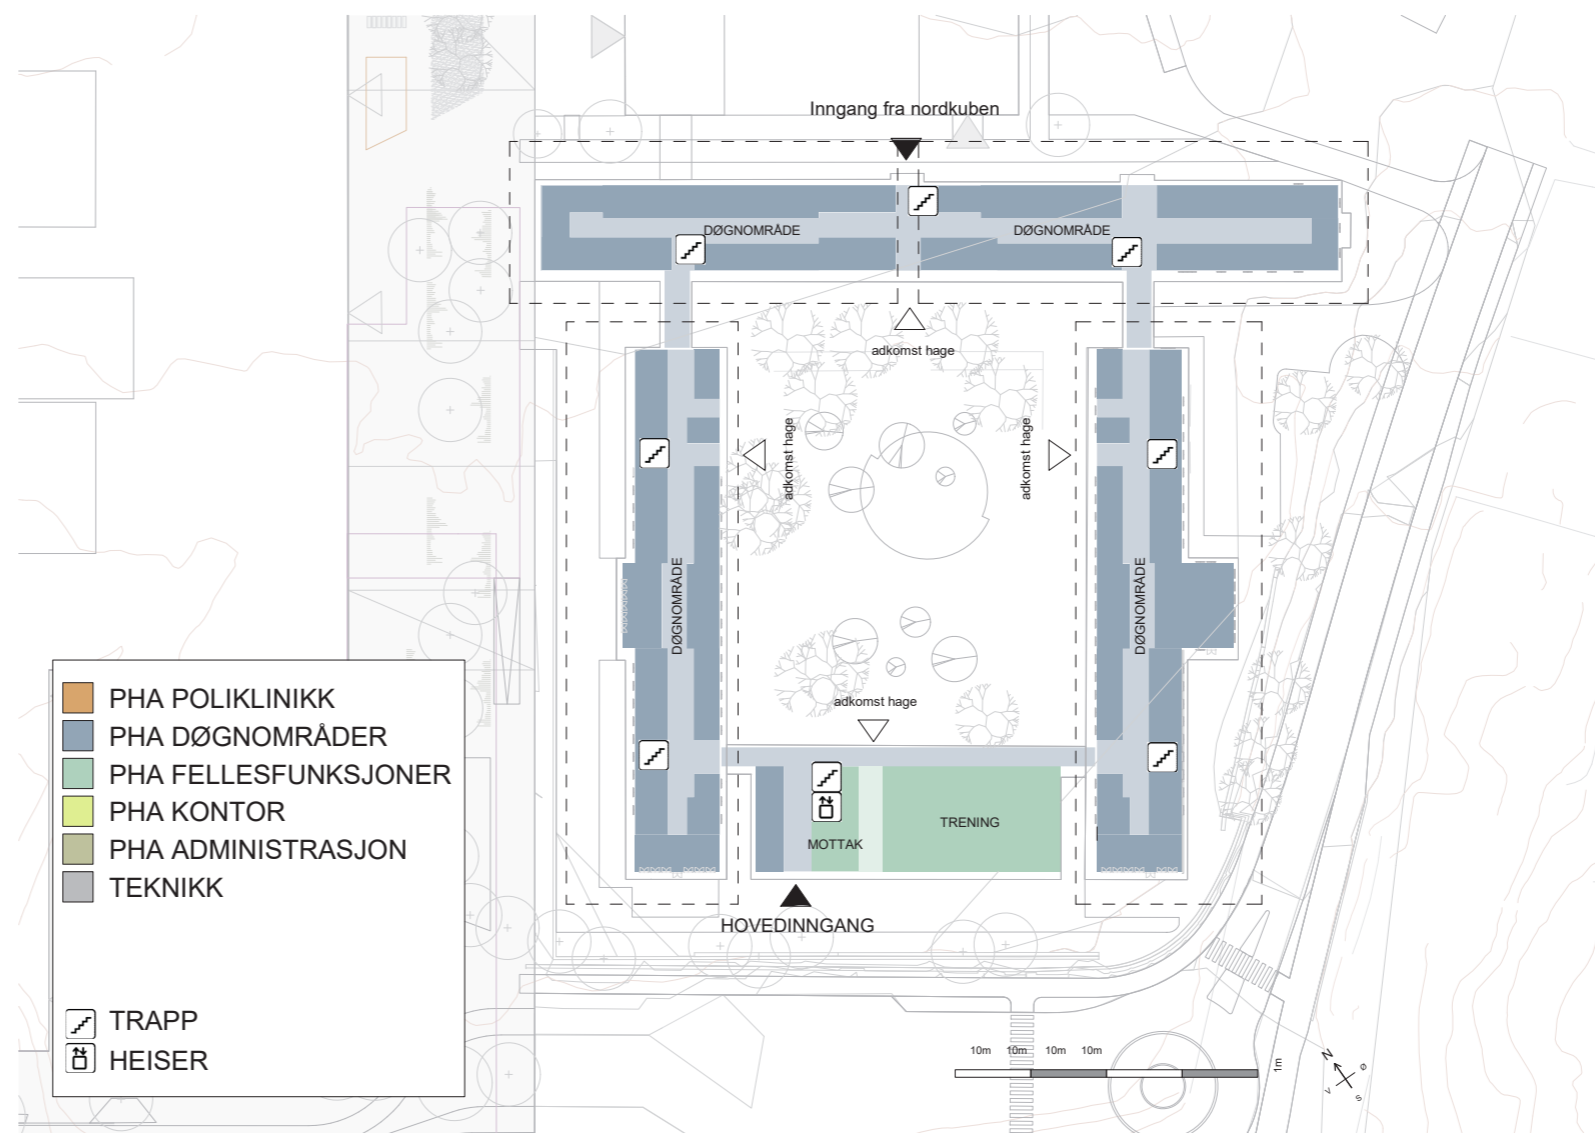 Inngang fra nordkuben
DØGNOMRÅDE
DØGNOMRÅDE
adkomst hage
adkomst hage
adkomst hage
DØGNOMRÅDE
DØGNOMRÅDE
adkomst hage
TRENING
MOTTAK
HOVEDINNGANG
PHA POLIKLINIKK
PHA DØGNOMRÅDER
PHA FELLESFUNKSJONER
PHA KONTOR
PHA ADMINISTRASJON
TEKNIKK
TRAPP
HEISER
10m 10m 10m 10m
1m
N
Ø
V
S